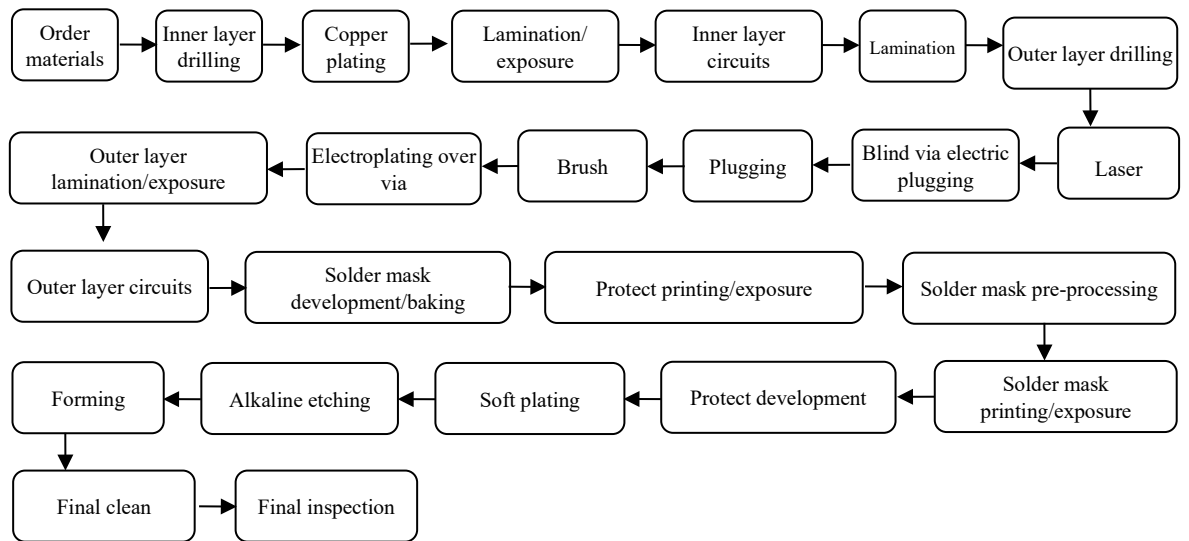 Order
materials
Inner layer
drilling
Copper
plating
Lamination/
exposure
Inner layer
circuits
Lamination
Outer layer drilling
Laser
Blind via electric
plugging
Plugging
Brush
Electroplating over
via
Outer layer
lamination/exposure
Outer layer circuits
Solder mask
development/baking
Protect printing/exposure
Solder mask pre-processing
Solder mask
printing/exposure
Protect development
Soft plating
Alkaline etching
Forming
Final clean
Final inspection